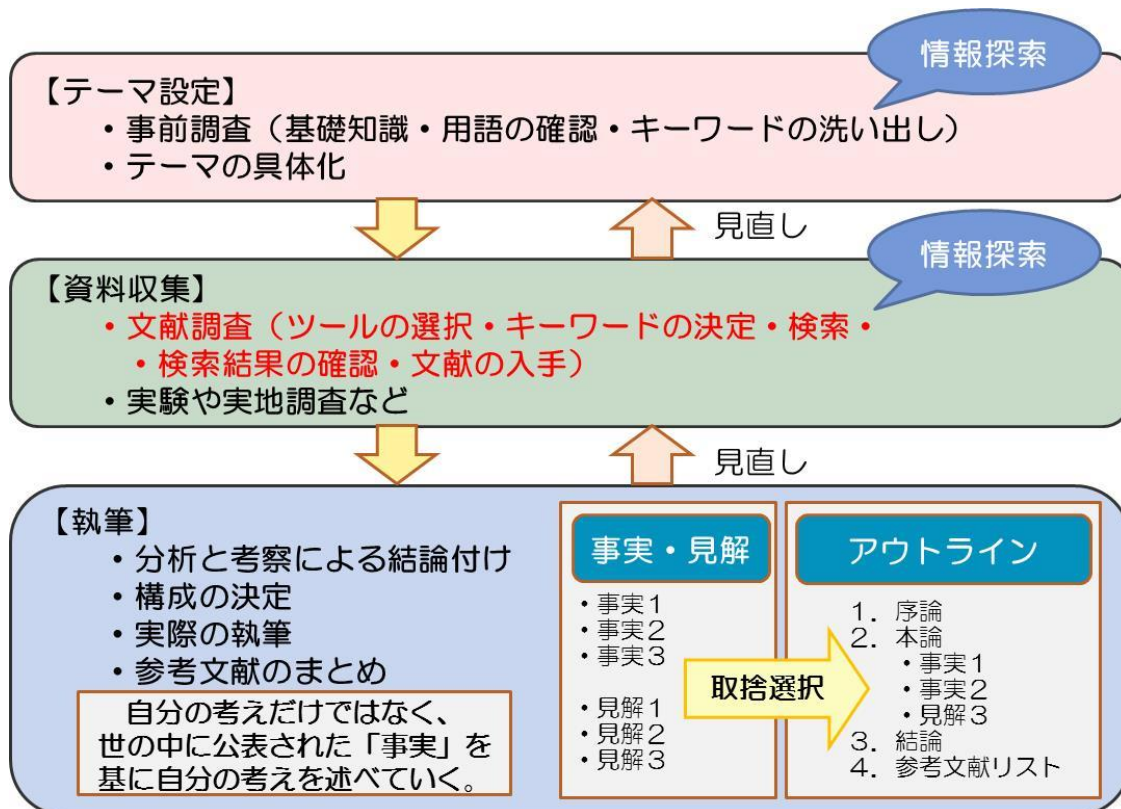 情報探索
【テーマ設定】
・事前調査（基礎知識・用語の確認・キーワードの洗い出し）
・テーマの具体化
見直し
情報探索
【資料収集】
・文献調査（ツールの選択・キーワードの決定・検索・
・検索結果の確認・文献の入手）
・実験や実地調査など
見直し
【執筆】
・分析と考察による結論付け
・構成の決定
・実際の執筆
・参考文献のまとめ
自分の考えだけではなく、
世の中に公表された「事実」を
基に自分の考えを述べていく。
事実・見解
・事実１
・事実２
・事実３
・見解１
・見解２
・見解３
取捨選択
アウトライン
１．序論
２．本論
・事実１
・事実２
・見解３
３．結論
４．参考文献リスト